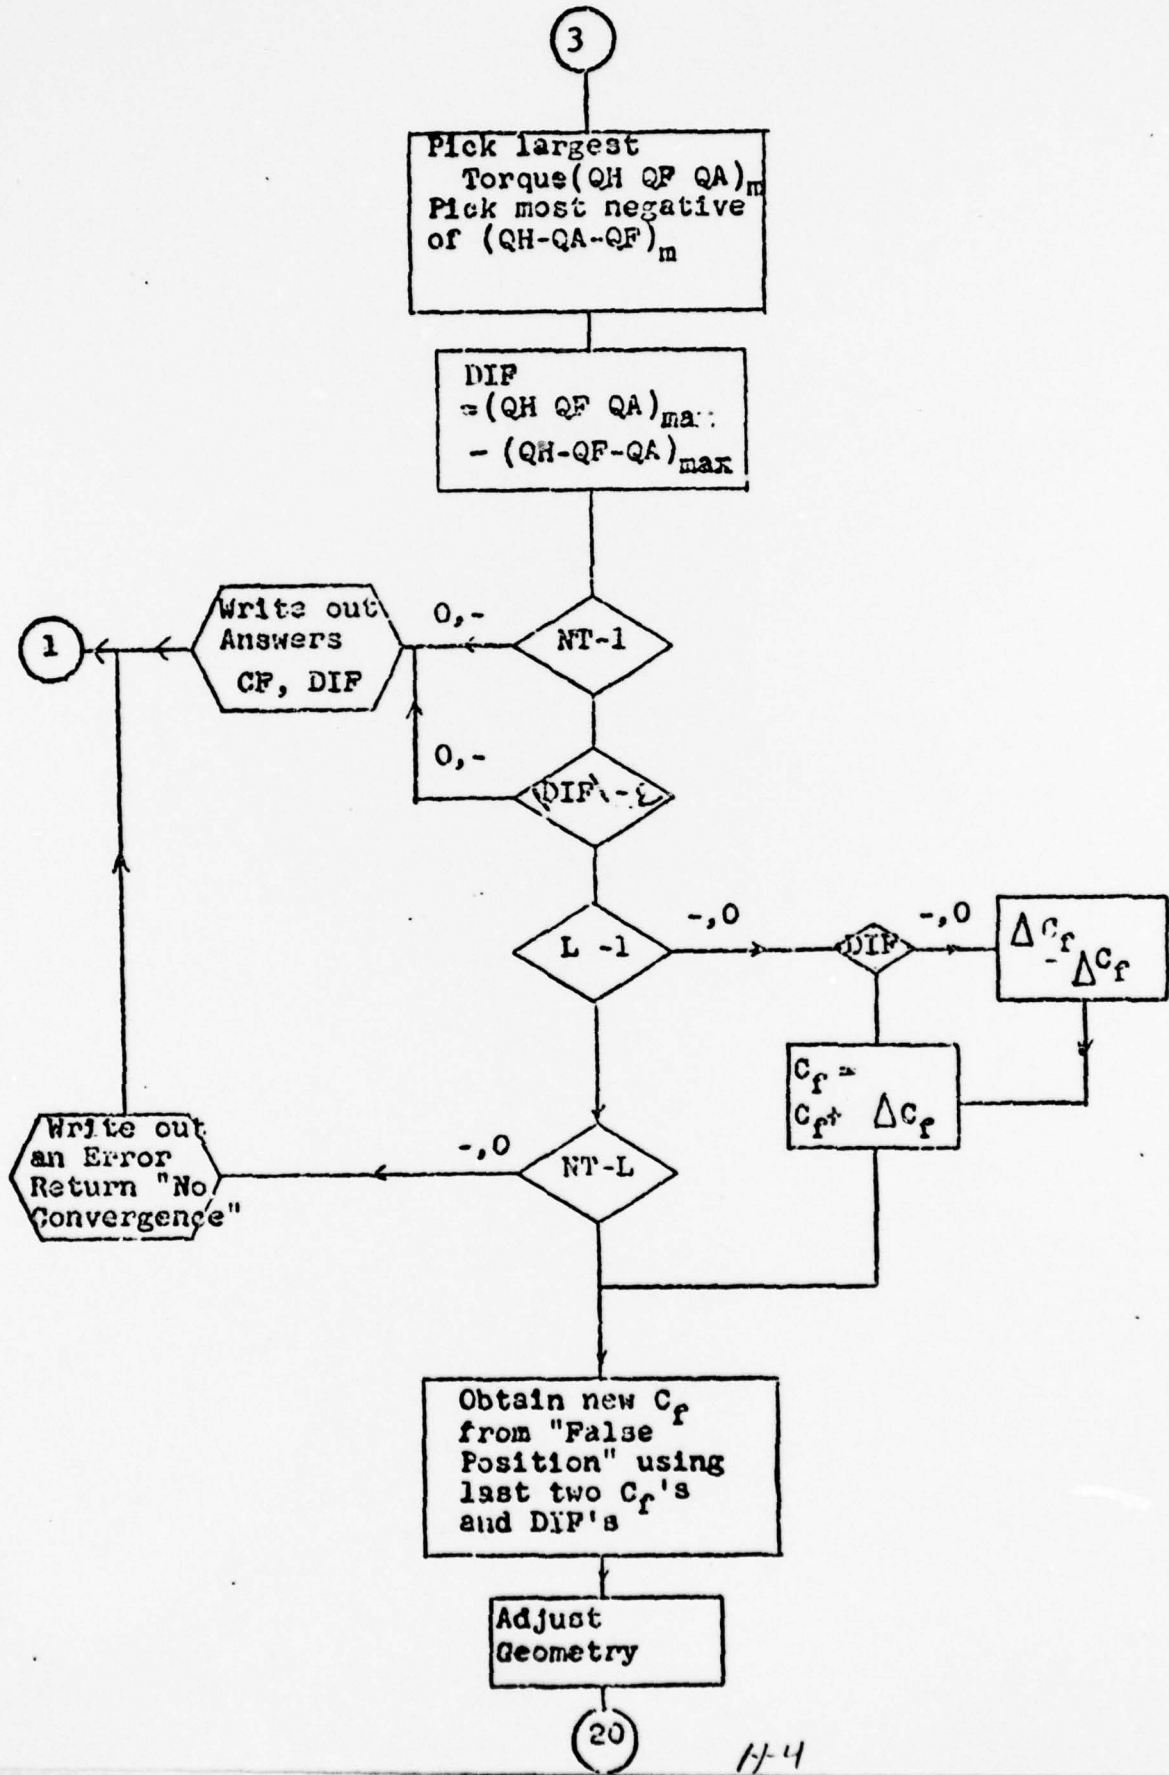 3
Pick largest
Torque(QH QF QA)m
Pick most negative
of (QH-QA-QF)m
DIF
=(QH QF QA)max
- (QH-QF-QA)max
NT-1
0,-
Write out
Answers
CF, DIF
1
0,-
|DIF|-ε
L -1
-,0
DIF
-,0
ΔCf
- ΔCf
Cf =
Cf+ ΔCf
NT-L
-,0
Write out
an Error
Return "No
Convergence"
Obtain new Cf
from "False
Position" using
last two Cf's
and DIF's
Adjust
Geometry
20
H-4